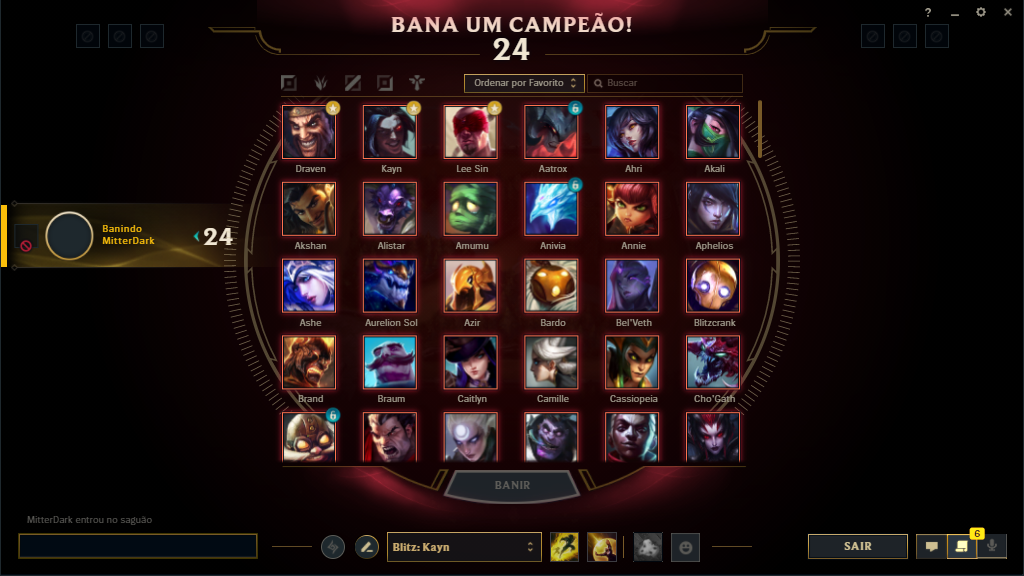 ?
BANA UM CAMPEÃO!
24
Ordenar por Favorito
Buscar
Draven
Kayn
Lee Sin
Aatrox
Ahri
Akali
Banindo
MitterDark
24
Akshan
Alistar
Amumu
Anivia
Annie
Aphelios
Ashe
Aurelion Sol
Azir
Bardo
Bel'Veth
Blitzcrank
Brand
Braum
Caitlyn
Camille
Cassiopeia
Cho'Gath
BANIR
MitterDark entrou no saguão
Blitz: Kayn
SAIR
6